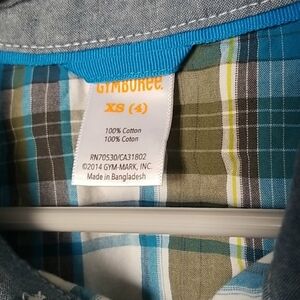 GYMBOREE
XS (4)
100% Cotton
100% Coton
RN70530/CA31802
©2014 GYM-MARK, INC.
Made in Bangladesh